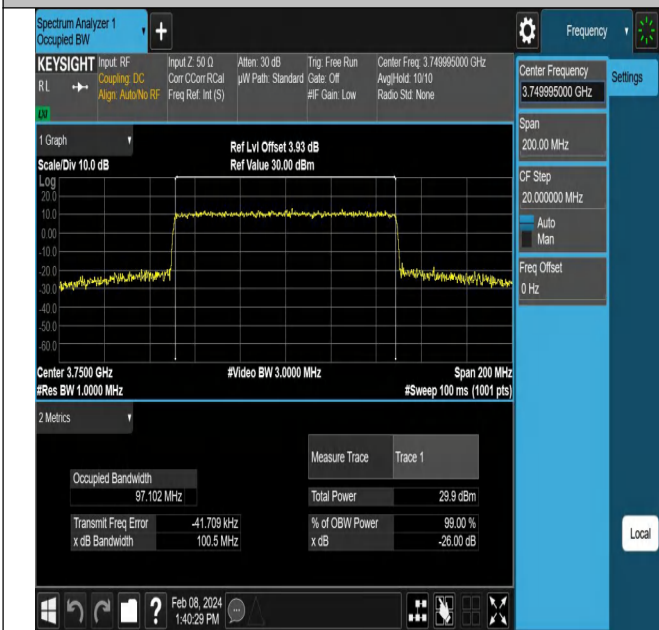 Spectrum Analyzer 1
Occupied BW
Frequency
KEYSIGHT
RL
Input: RF
Coupling: DC
Align: Auto/No RF
Input Z: 50 Ω
Corr CCorr RCal
Freq Ref: Int (S)
Atten: 30 dB
µW Path: Standard
Trig: Free Run
Gate: Off
#IF Gain: Low
Center Freq: 3.749995000 GHz
Avg|Hold: 10/10
Radio Std: None
Center Frequency
3.749995000 GHz
Settings
Span
200.00 MHz
CF Step
20.000000 MHz
Auto
Man
Freq Offset
0 Hz
1 Graph
Scale/Div 10.0 dB
Ref Lvl Offset 3.93 dB
Ref Value 30.00 dBm
Log
20.0
10.0
0.00
-10.0
-20.0
-30.0
-40.0
-50.0
-60.0
Center 3.7500 GHz
#Video BW 3.0000 MHz
Span 200 MHz
#Res BW 1.0000 MHz
#Sweep 100 ms (1001 pts)
2 Metrics
Measure Trace Trace 1
Occupied Bandwidth
97.102 MHz
Total Power 29.9 dBm
Transmit Freq Error -41.709 kHz
% of OBW Power 99.00 %
x dB Bandwidth 100.5 MHz
x dB -26.00 dB
Local
Feb 08, 2024
1:40:29 PM